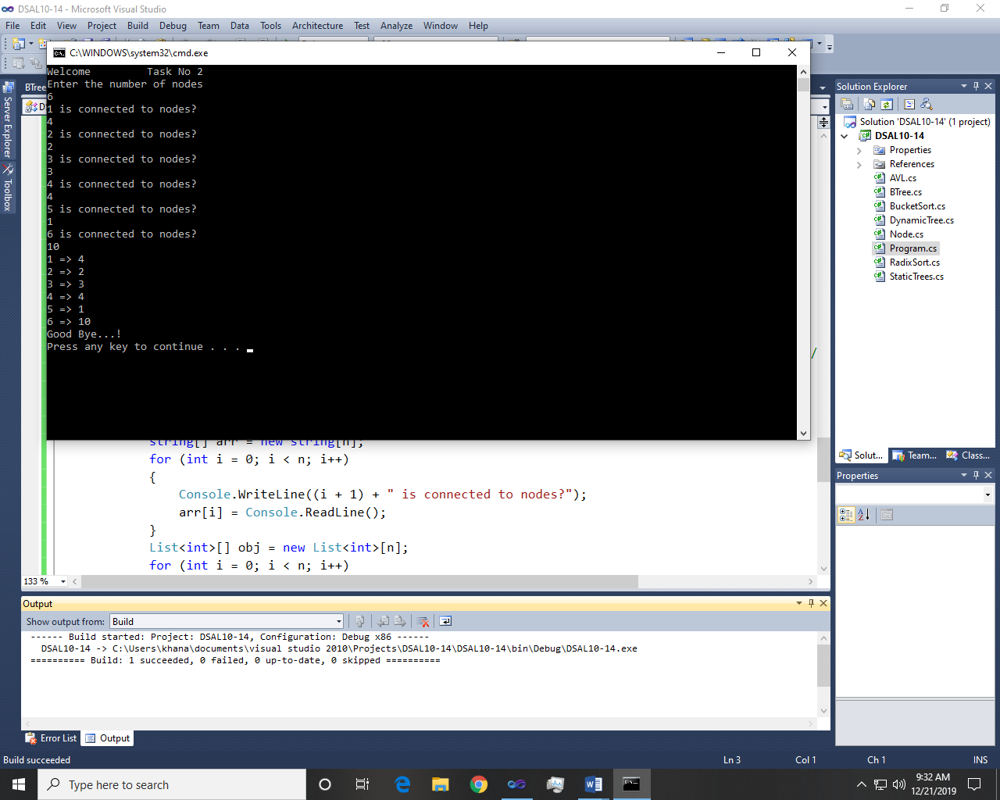 DSAL10-14 - Microsoft Visual Studio
File Edit View Project Build Debug Team Data Tools Architecture Test Analyze Window Help
C:\WINDOWS\system32\cmd.exe
Welcome Task No 2
Enter the number of nodes
6
1 is connected to nodes?
4
2 is connected to nodes?
2
3 is connected to nodes?
3
4 is connected to nodes?
4
5 is connected to nodes?
1
6 is connected to nodes?
10
1 => 4
2 => 2
3 => 3
4 => 4
5 => 1
6 => 10
Good Bye...!
Press any key to continue . . .
BTree
Server Explorer
Toolbox
string[] arr = new string[n];
for (int i = 0; i < n; i++)
{
Console.WriteLine((i + 1) + " is connected to nodes?");
arr[i] = Console.ReadLine();
}
List<int>[] obj = new List<int>[n];
for (int i = 0; i < n; i++)
133 %
Solution Explorer
Solution 'DSAL10-14' (1 project)
DSAL10-14
Properties
References
AVL.cs
BTree.cs
BucketSort.cs
DynamicTree.cs
Node.cs
Program.cs
RadixSort.cs
StaticTrees.cs
Solut... Team... Class...
Properties
Output
Show output from: Build
------ Build started: Project: DSAL10-14, Configuration: Debug x86 ------
DSAL10-14 -> C:\Users\khana\documents\visual studio 2010\Projects\DSAL10-14\DSAL10-14\bin\Debug\DSAL10-14.exe
========== Build: 1 succeeded, 0 failed, 0 up-to-date, 0 skipped ==========
Error List Output
Build succeeded Ln 3 Col 1 Ch 1 INS
Type here to search
9:32 AM
12/21/2019